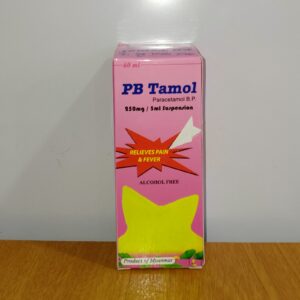 60 ml
PB Tamol
Paracetamol B.P.
250mg / 5ml Suspension
RELIEVES PAIN
& FEVER
ALCOHOL FREE
Product of Myanmar